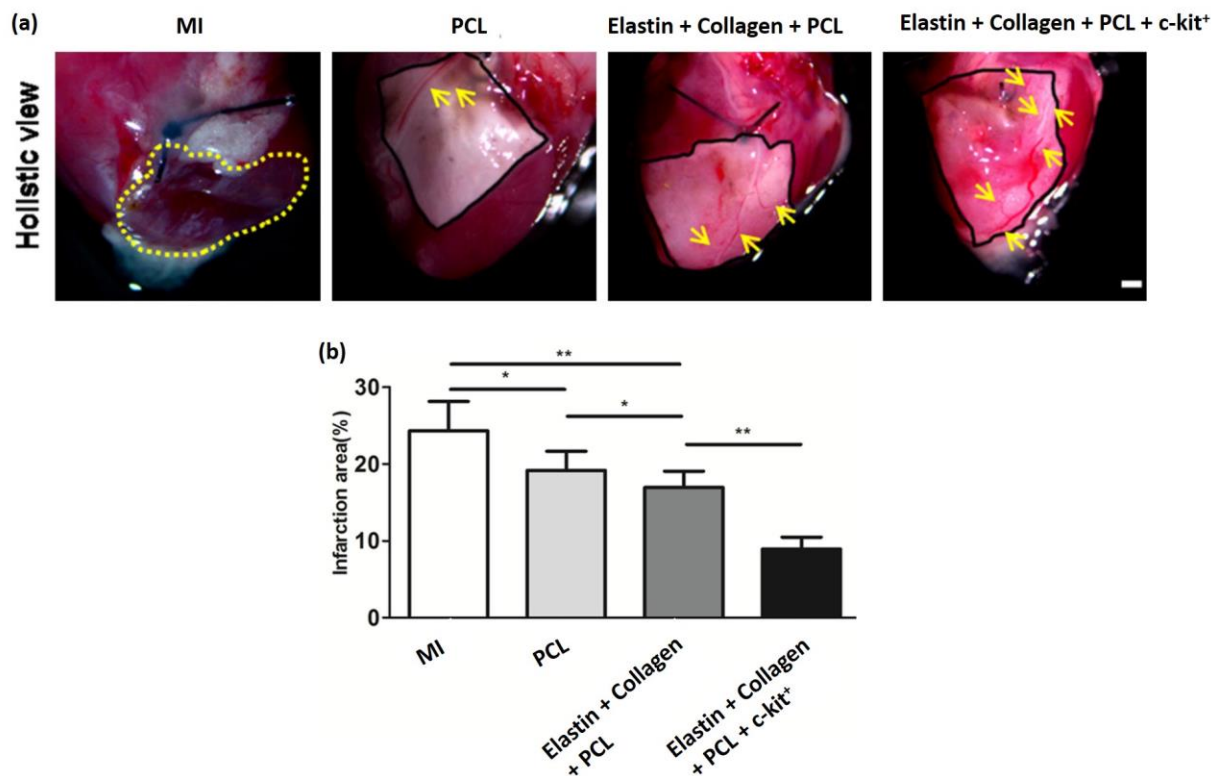 (a)
MI
PCL
Elastin + Collagen + PCL
Elastin + Collagen + PCL + c-kit⁺
Holistic view
(b)
**
*
*
**
Infarction area(%)
30
20
10
0
MI
PCL
Elastin + Collagen
+ PCL
Elastin + Collagen
+ PCL + c-kit⁺